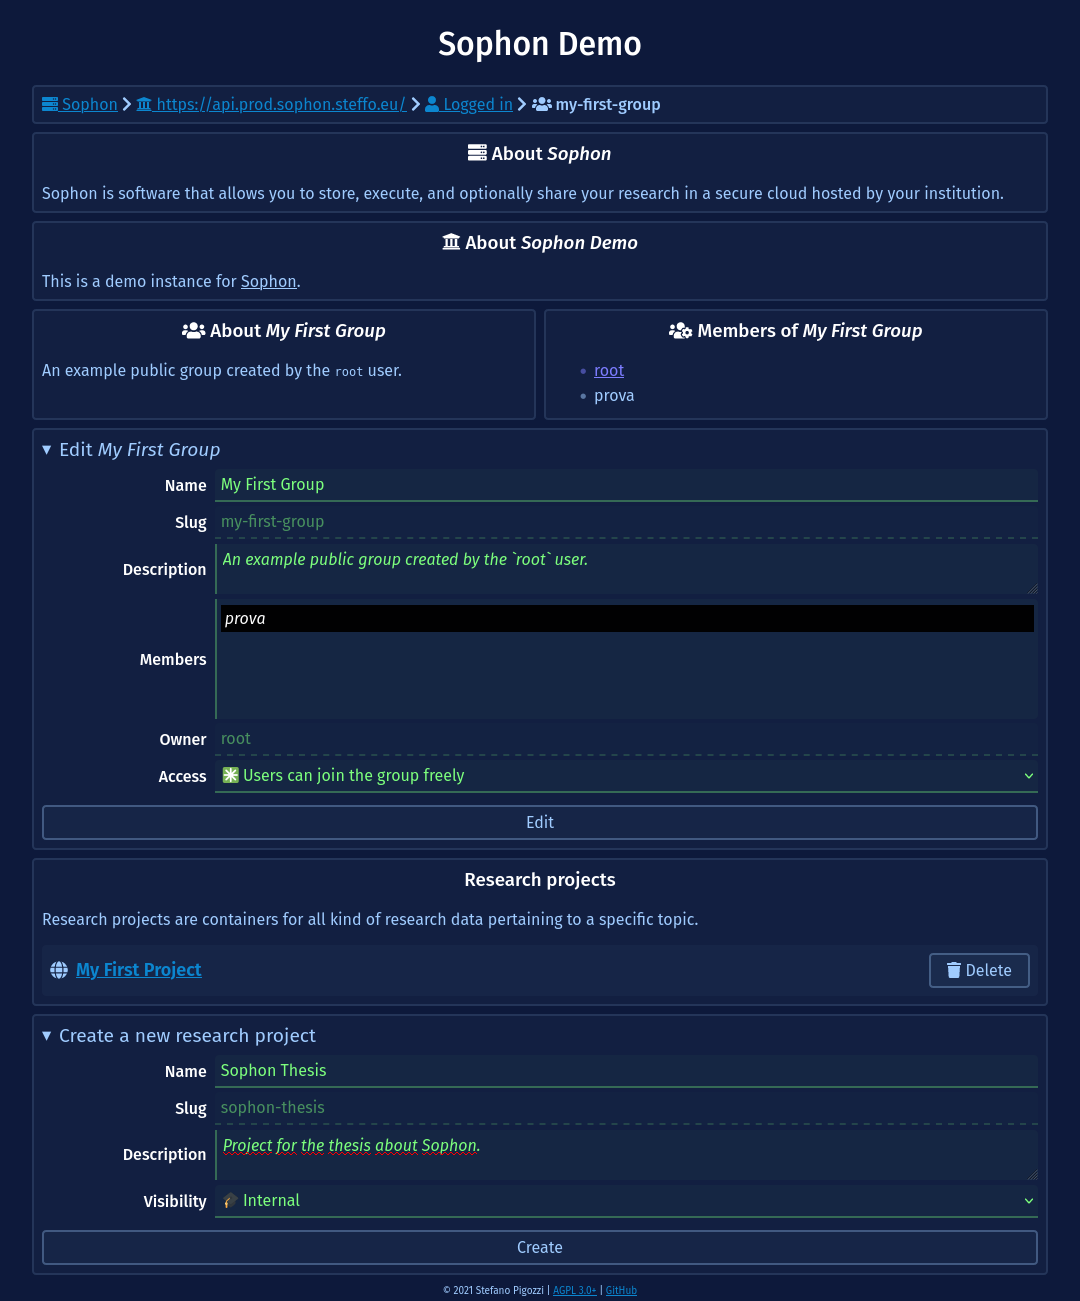 Sophon Demo
Sophon https://api.prod.sophon.steffo.eu/ Logged in my-first-group
About Sophon
Sophon is software that allows you to store, execute, and optionally share your research in a secure cloud hosted by your institution.
About Sophon Demo
This is a demo instance for Sophon.
About My First Group
An example public group created by the root user.
Members of My First Group
• root
• prova
▼ Edit My First Group
Name My First Group
Slug my-first-group
Description An example public group created by the `root` user.
Members prova
Owner root
Access ✳️ Users can join the group freely
Edit
Research projects
Research projects are containers for all kind of research data pertaining to a specific topic.
My First Project Delete
▼ Create a new research project
Name Sophon Thesis
Slug sophon-thesis
Description Project for the thesis about Sophon.
Visibility 🎓 Internal
Create
© 2021 Stefano Pigozzi | AGPL 3.0+ | GitHub